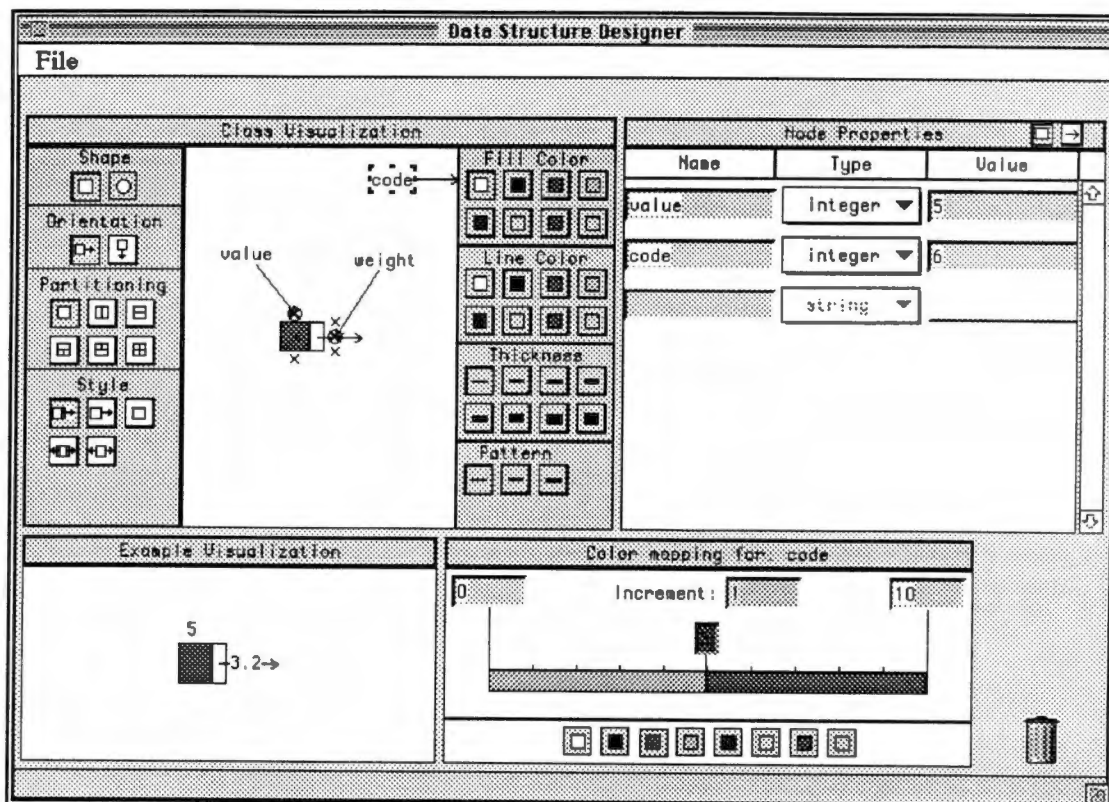 Data Structure Designer
File
Class Visualization
Shape
Orientation
Partitioning
Style
code
value
weight
Fill Color
Line Color
Thickness
Pattern
Node Properties
Name Type Value
value integer 5
code integer 6
string
Example Visualization
5
3.2
Color mapping for: code
0 Increment: 1 10